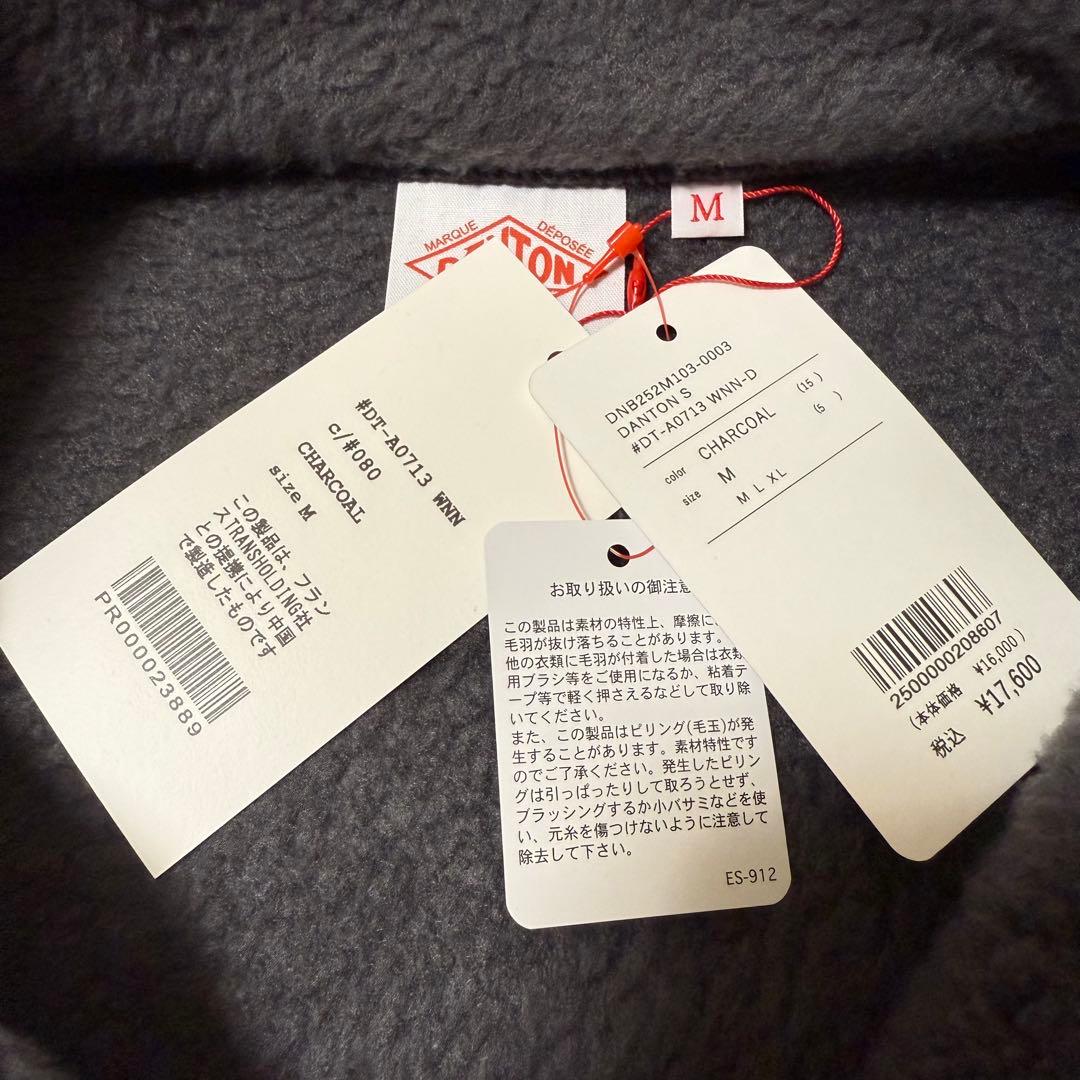 MARQUE DÉPOSÉE
M
#DT-A0713 WNN
c/#080
CHARCOAL
size M
この製品は、フラン
スTRANSHOLDING社
との提携により中国
で製造したものです
PR0000023889
DNB252M103-0003
DANTON S
#DT-A0713 WNN-D
color CHARCOAL (15 )
size M (5 )
M L XL
2500000208607
(本体価格 ¥16,000)
税込 ¥17,600
お取り扱いの御注意
この製品は素材の特性上、摩擦に
毛羽が抜け落ちることがあります。
他の衣類に毛羽が付着した場合は衣類
用ブラシ等をご使用になるか、粘着テ
ープ等で軽く押さえるなどして取り除
いてください。
また、この製品はピリング(毛玉)が発
生することがあります。素材特性です
のでご了承ください。発生したピリン
グは引っぱったりして取ろうとせず、
ブラッシングするか小バサミなどを使
い、元糸を傷つけないように注意して
除去して下さい。
ES-912